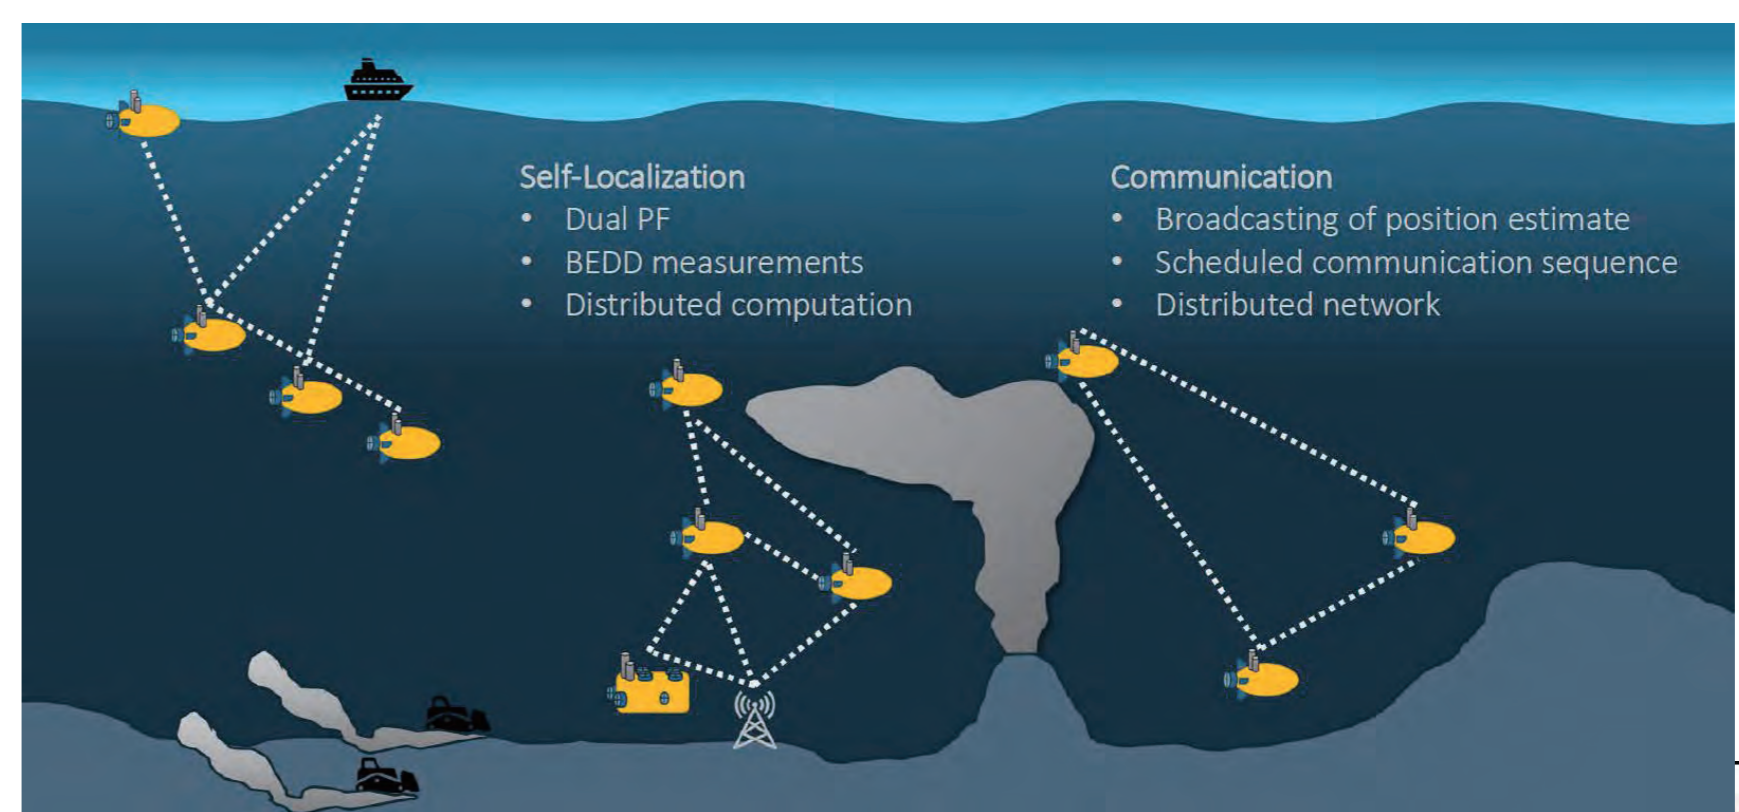 Self-Localization
• Dual PF
• BEDD measurements
• Distributed computation
Communication
• Broadcasting of position estimate
• Scheduled communication sequence
• Distributed network